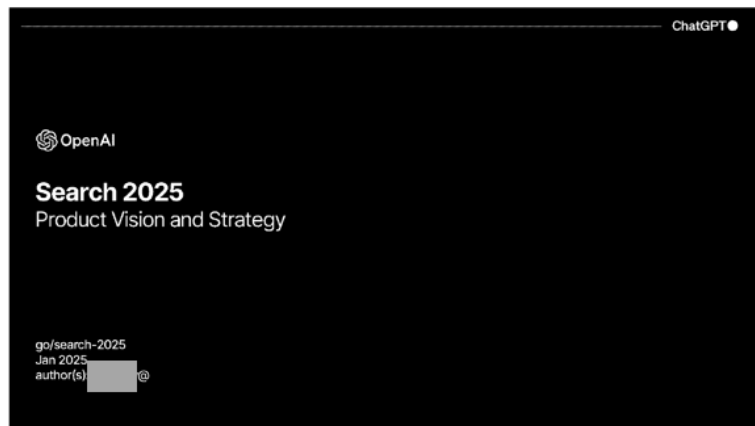 ChatGPT
OpenAI
Search 2025
Product Vision and Strategy
go/search-2025
Jan 2025
author(s) @